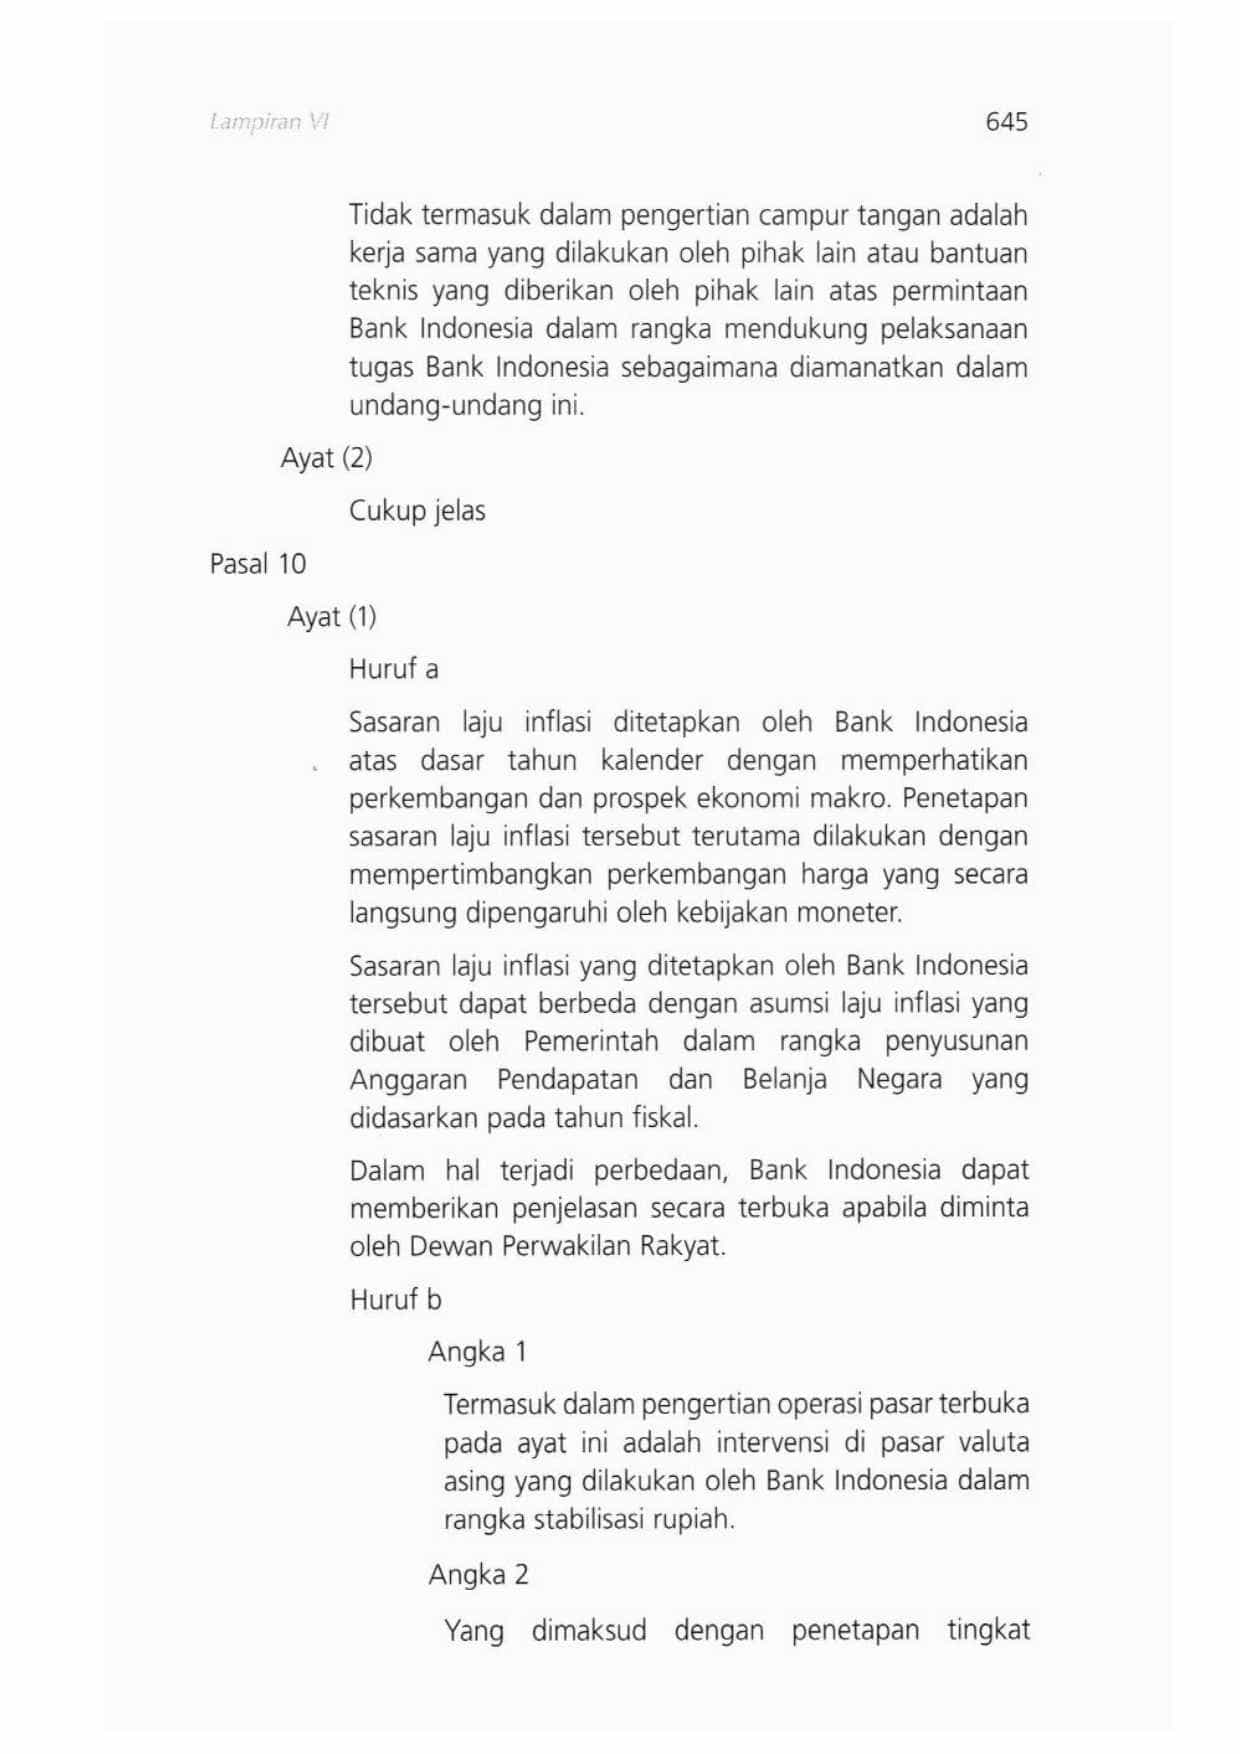 Lampiran VI
645
Tidak termasuk dalam pengertian campur tangan adalah
kerja sama yang dilakukan oleh pihak lain atau bantuan
teknis yang diberikan oleh pihak lain atas permintaan
Bank Indonesia dalam rangka mendukung pelaksanaan
tugas Bank Indonesia sebagaimana diamanatkan dalam
undang-undang ini.
Ayat (2)
Cukup jelas
Pasal 10
Ayat (1)
Huruf a
Sasaran laju inflasi ditetapkan oleh Bank Indonesia
atas dasar tahun kalender dengan memperhatikan
perkembangan dan prospek ekonomi makro. Penetapan
sasaran laju inflasi tersebut terutama dilakukan dengan
mempertimbangkan perkembangan harga yang secara
langsung dipengaruhi oleh kebijakan moneter.
Sasaran laju inflasi yang ditetapkan oleh Bank Indonesia
tersebut dapat berbeda dengan asumsi laju inflasi yang
dibuat oleh Pemerintah dalam rangka penyusunan
Anggaran Pendapatan dan Belanja Negara yang
didasarkan pada tahun fiskal.
Dalam hal terjadi perbedaan, Bank Indonesia dapat
memberikan penjelasan secara terbuka apabila diminta
oleh Dewan Perwakilan Rakyat.
Huruf b
Angka 1
Termasuk dalam pengertian operasi pasar terbuka
pada ayat ini adalah intervensi di pasar valuta
asing yang dilakukan oleh Bank Indonesia dalam
rangka stabilisasi rupiah.
Angka 2
Yang dimaksud dengan penetapan tingkat